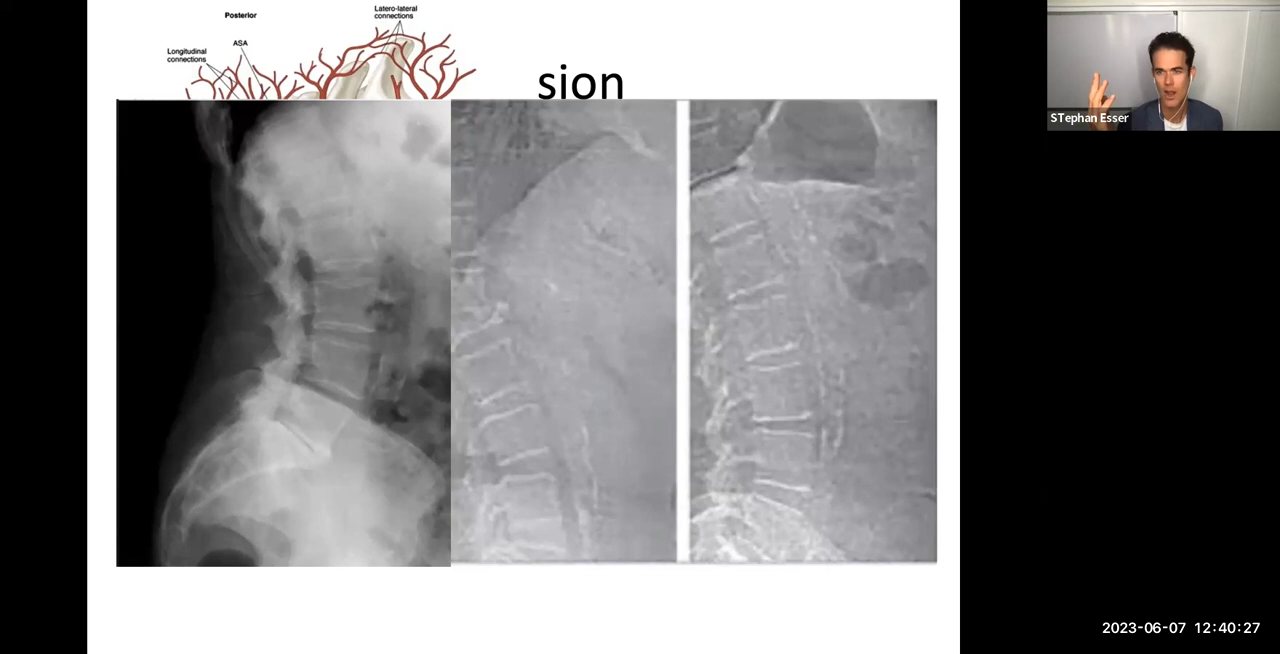 Posterior
Latero-lateral
connections
ASA
Longitudinal
connections
sion
STephan Esser
2023-06-07 12:40:27